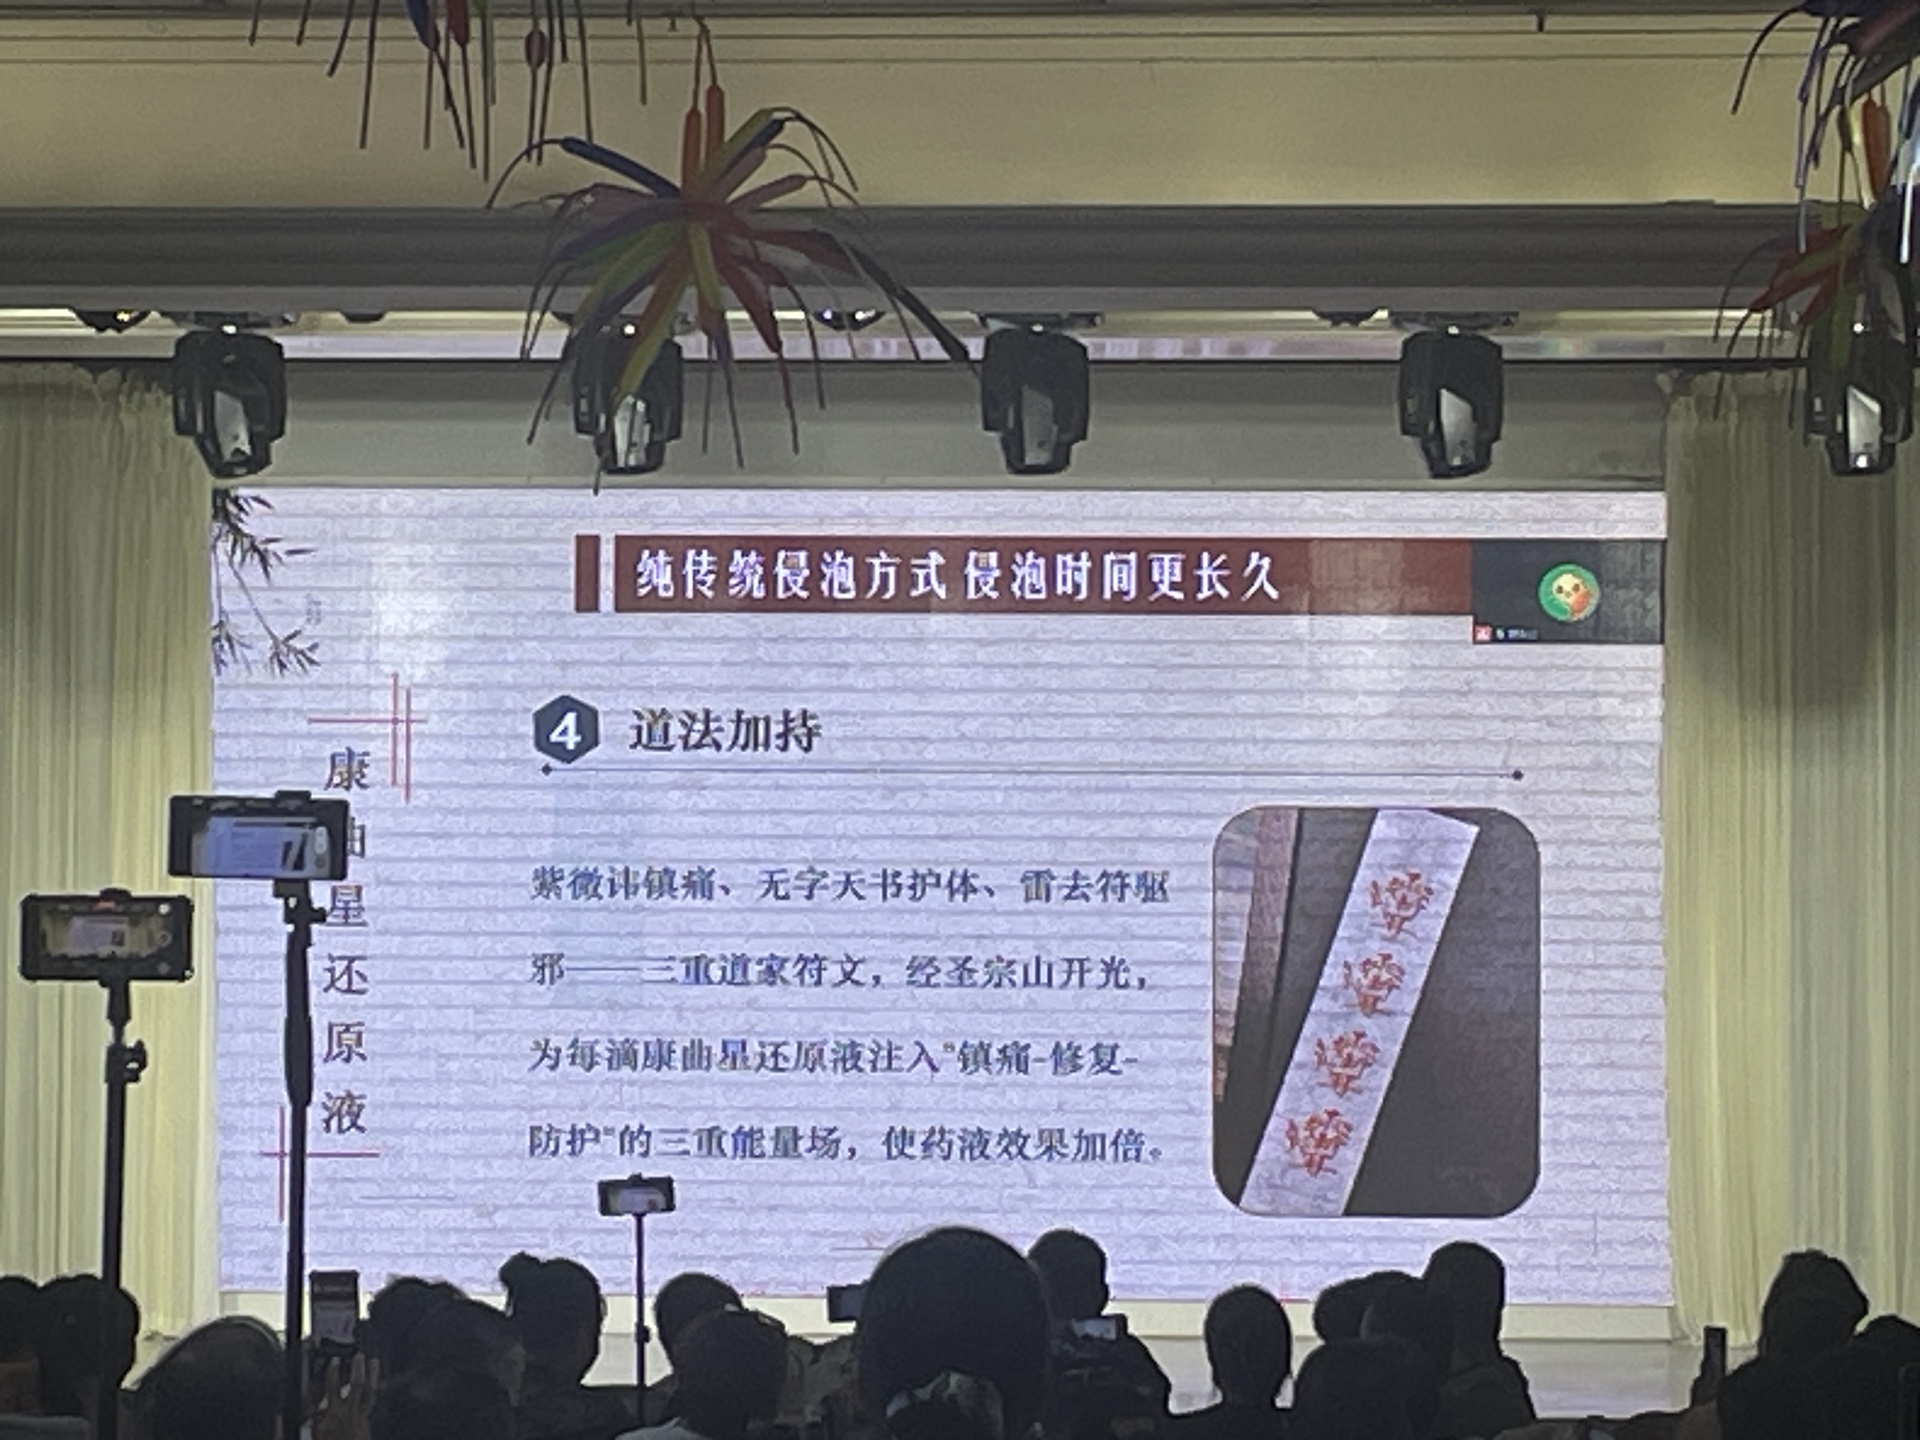 纯传统侵泡方式 侵泡时间更长久
4 道法加持
康曲星还原液
紫微讳镇痛、无字天书护体、雷去符驱
邪——三重道家符文，经圣宗山开光，
为每滴康曲星还原液注入"镇痛-修复-
防护"的三重能量场，使药液效果加倍。